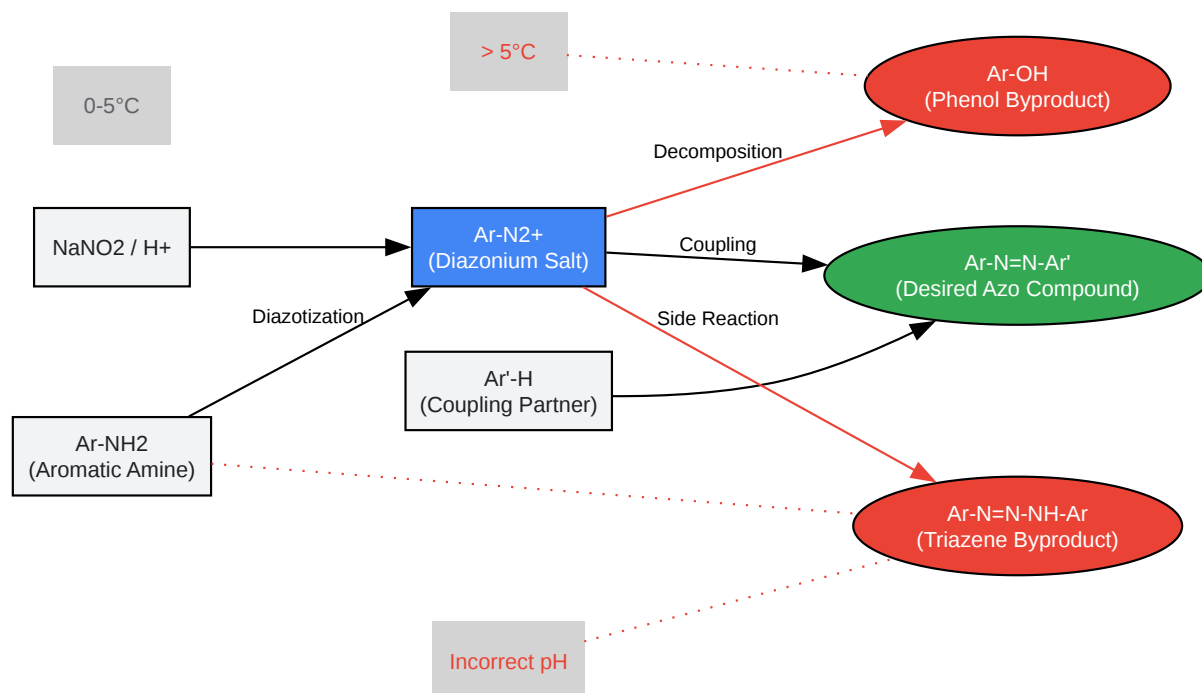 > 5°C
Ar-OH
(Phenol Byproduct)
0-5°C
Decomposition
NaNO2 / H+
Ar-N2+
(Diazonium Salt)
Coupling
Ar-N=N-Ar'
(Desired Azo Compound)
Diazotization
Side Reaction
Ar'-H
(Coupling Partner)
Ar-NH2
(Aromatic Amine)
Ar-N=N-NH-Ar
(Triazene Byproduct)
Incorrect pH